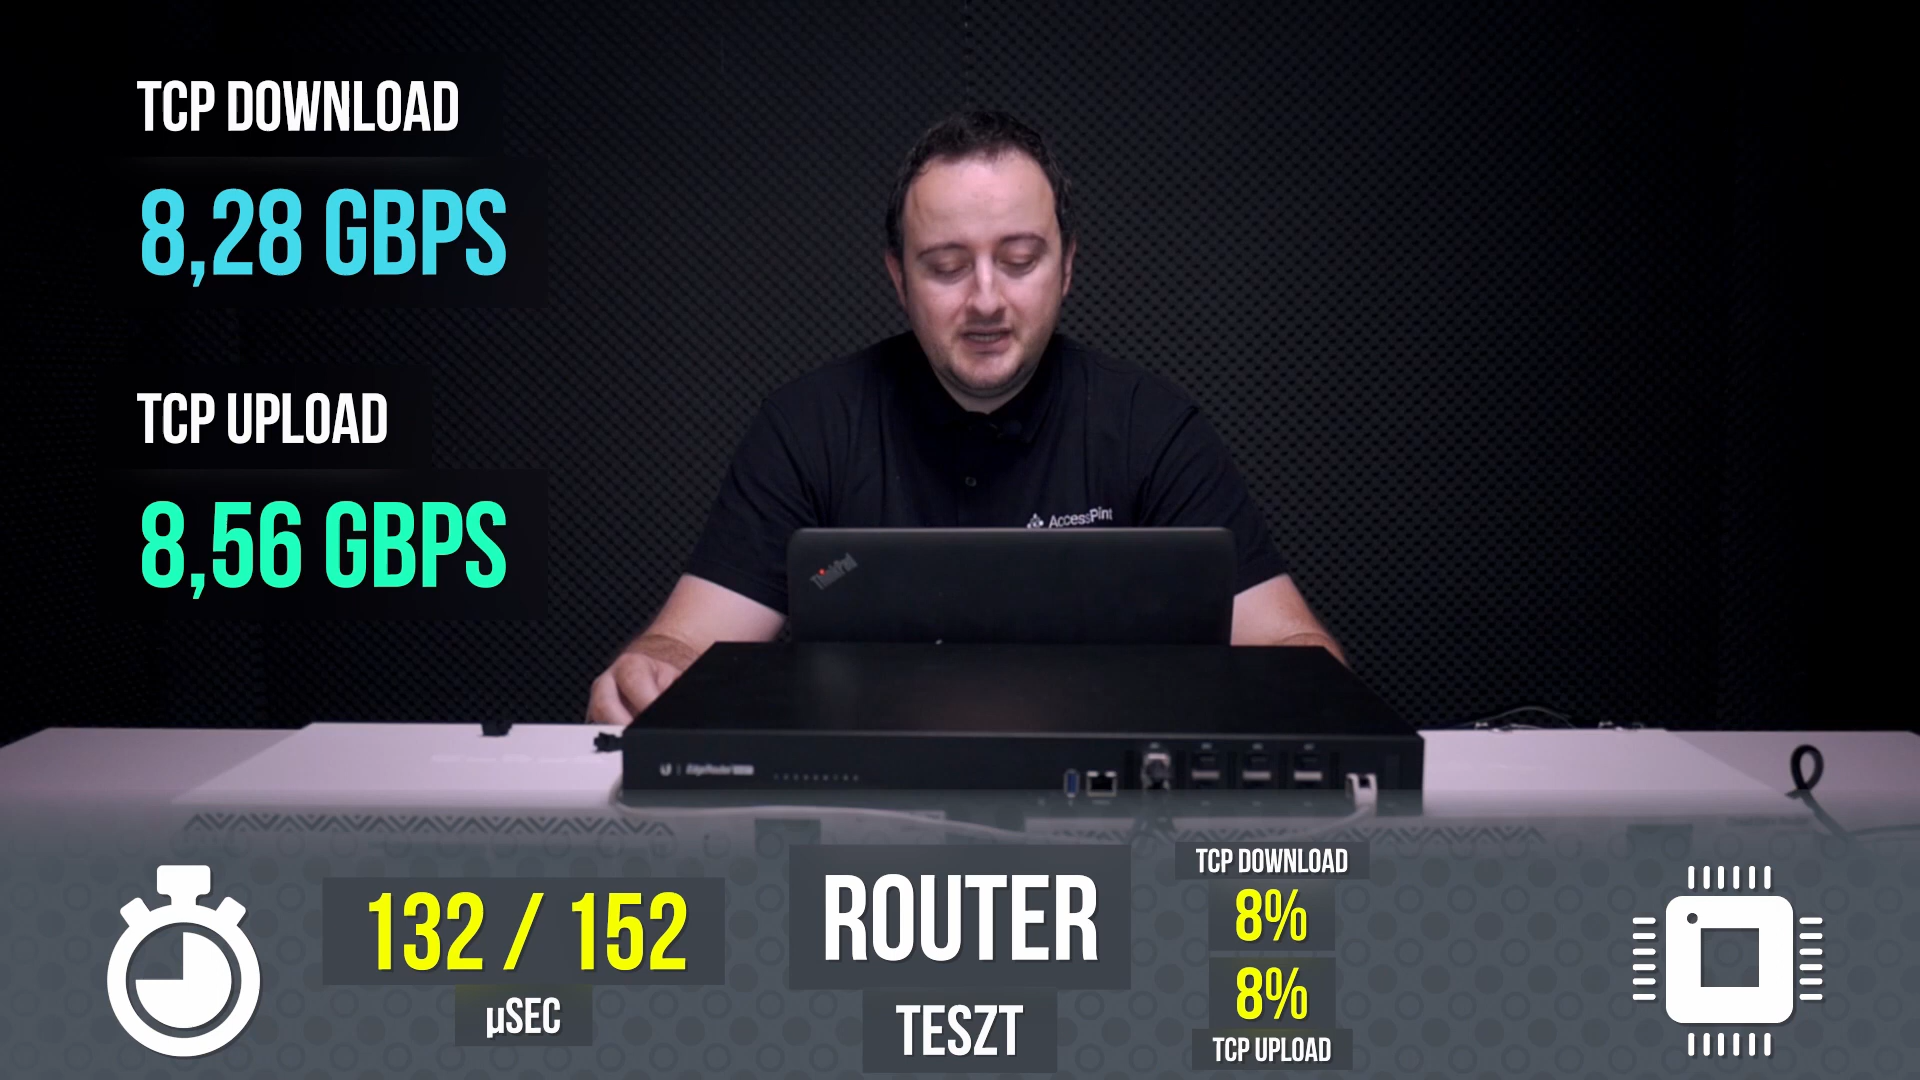 TCP DOWNLOAD
8,28 GBPS
TCP UPLOAD
8,56 GBPS
AccessPint
ThinkPad
EdgeRouter
132 / 152
µSEC
ROUTER
TESZT
TCP DOWNLOAD
8%
8%
TCP UPLOAD